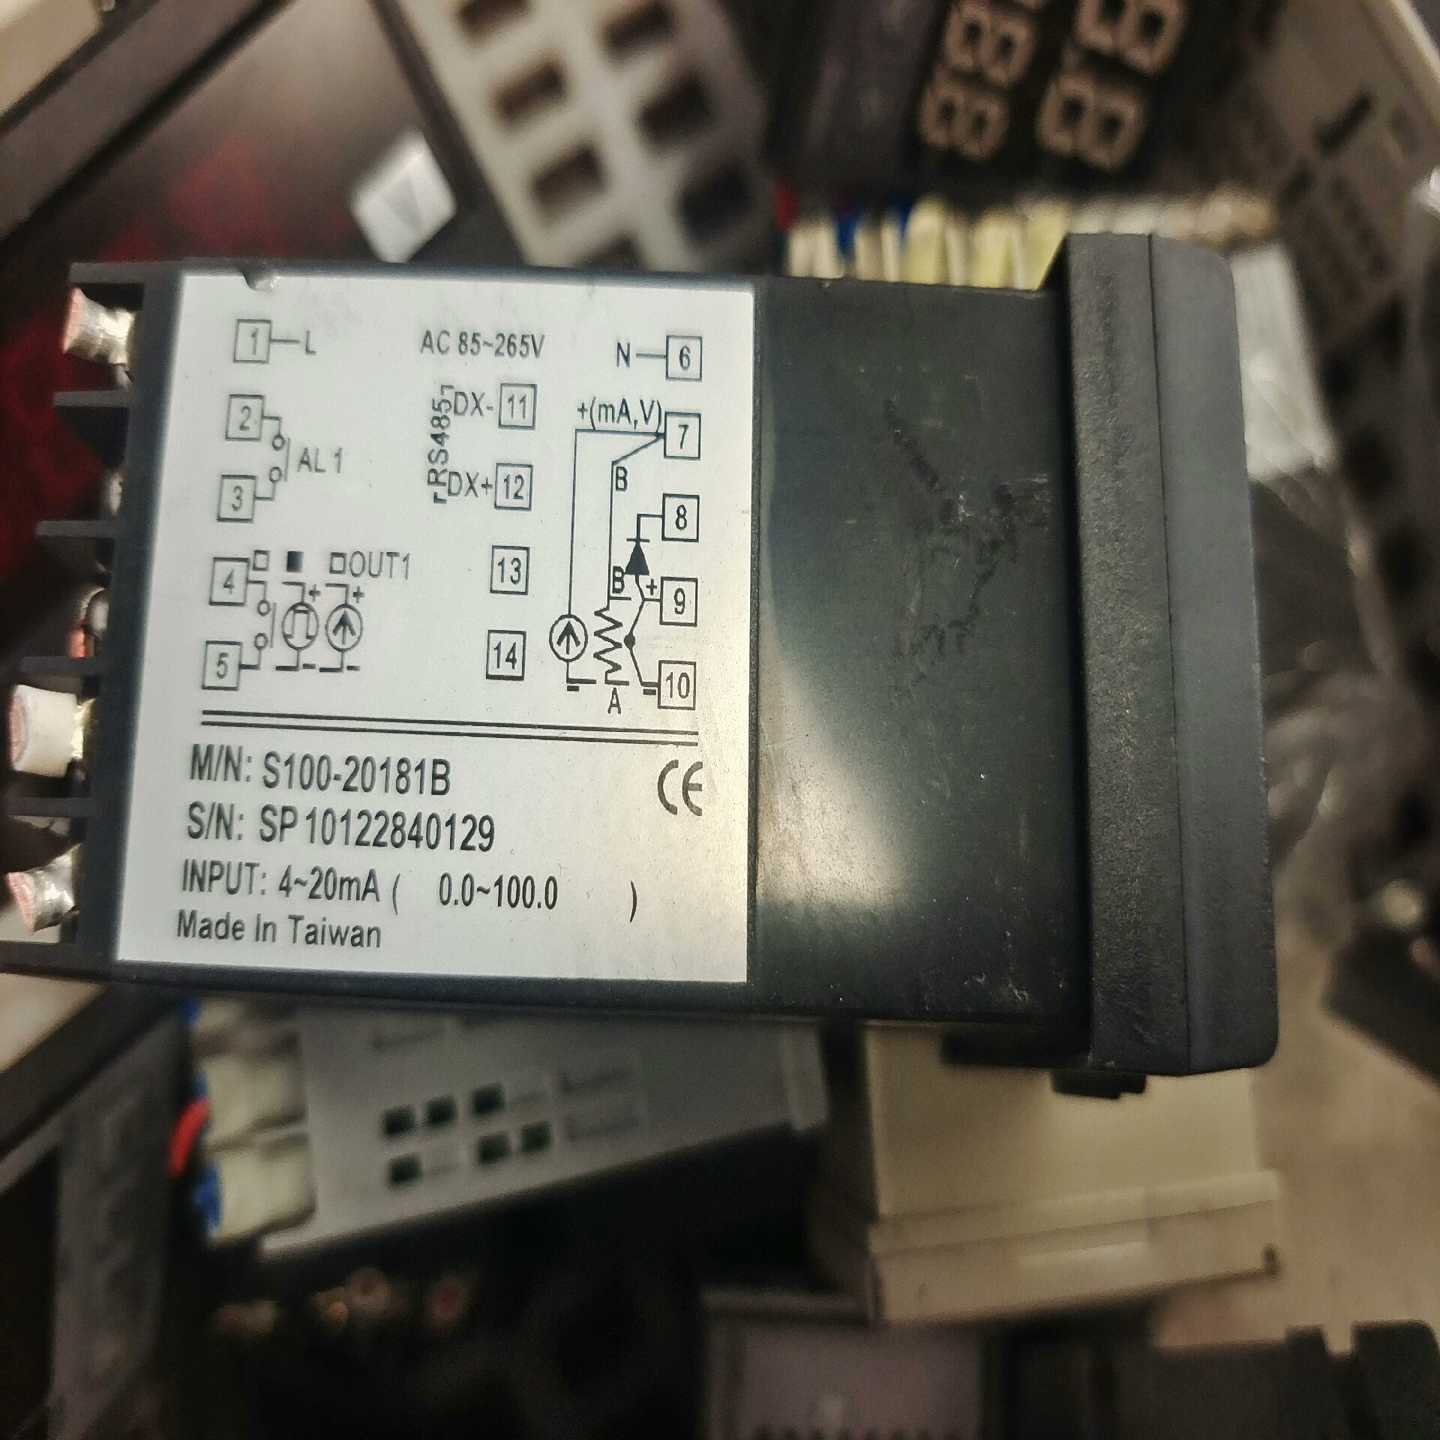 1 L AC 85~265V N 6
2 DX- 11 +(mA,V) 7
AL 1 RS485 B
3 DX+ 12 8
4 OUT1 13 B + 9
+ +
5 14 A - 10
- -
M/N: S100-20181B CE
S/N: SP10122840129
INPUT: 4~20mA ( 0.0~100.0 )
Made In Taiwan